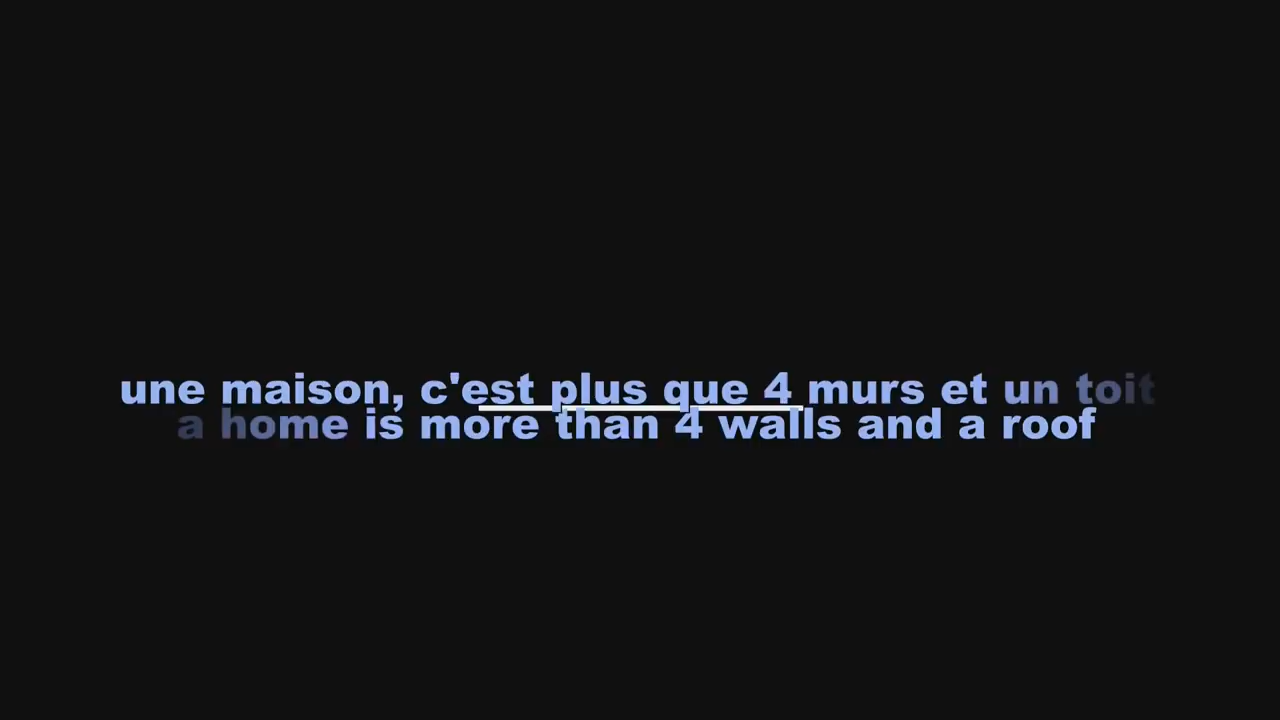 une maison, c'est plus que 4 murs et un toit
a home is more than 4 walls and a roof